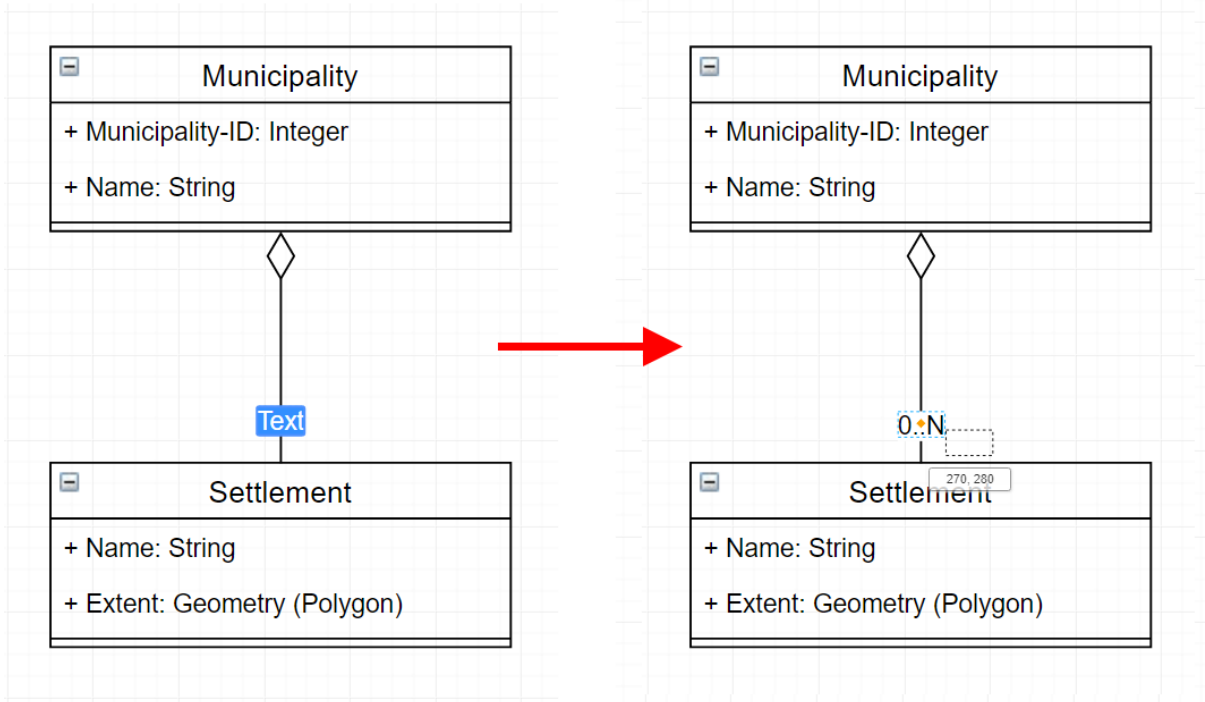 Municipality
+ Municipality-ID: Integer
+ Name: String
Text
Settlement
+ Name: String
+ Extent: Geometry (Polygon)
Municipality
+ Municipality-ID: Integer
+ Name: String
0..N
270, 280
Settlement
+ Name: String
+ Extent: Geometry (Polygon)